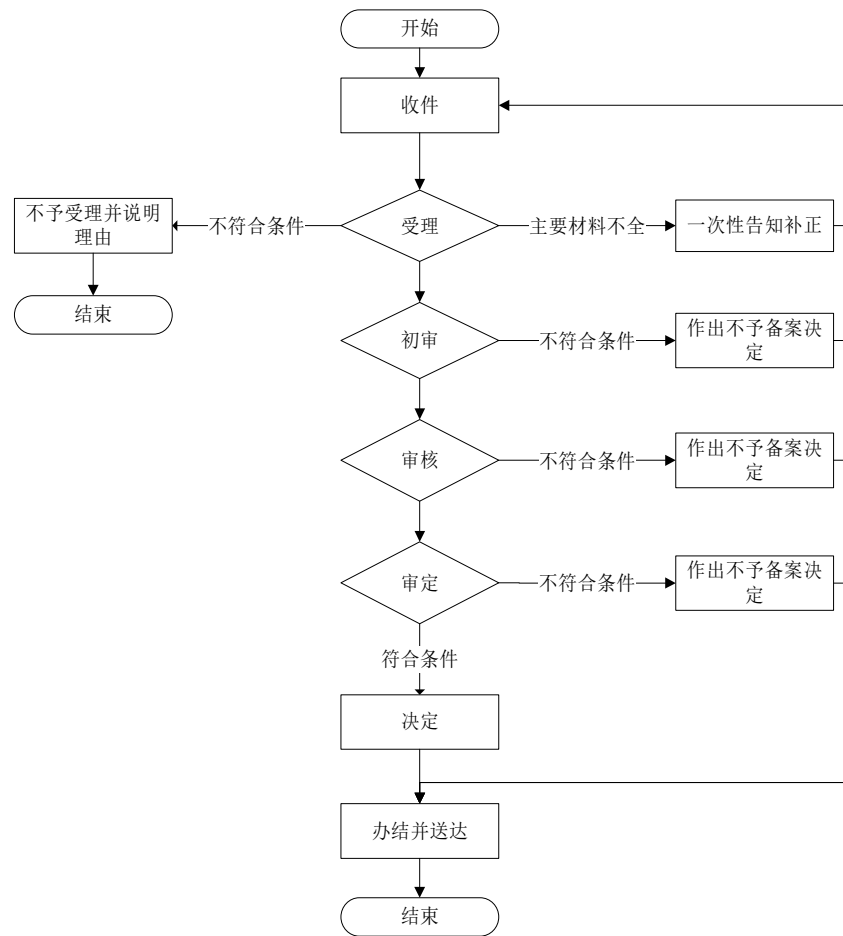 开始
收件
不予受理并说明
理由
不符合条件
受理
主要材料不全
一次性告知补正
结束
初审
不符合条件
作出不予备案决
定
审核
不符合条件
作出不予备案决
定
审定
不符合条件
作出不予备案决
定
符合条件
决定
办结并送达
结束